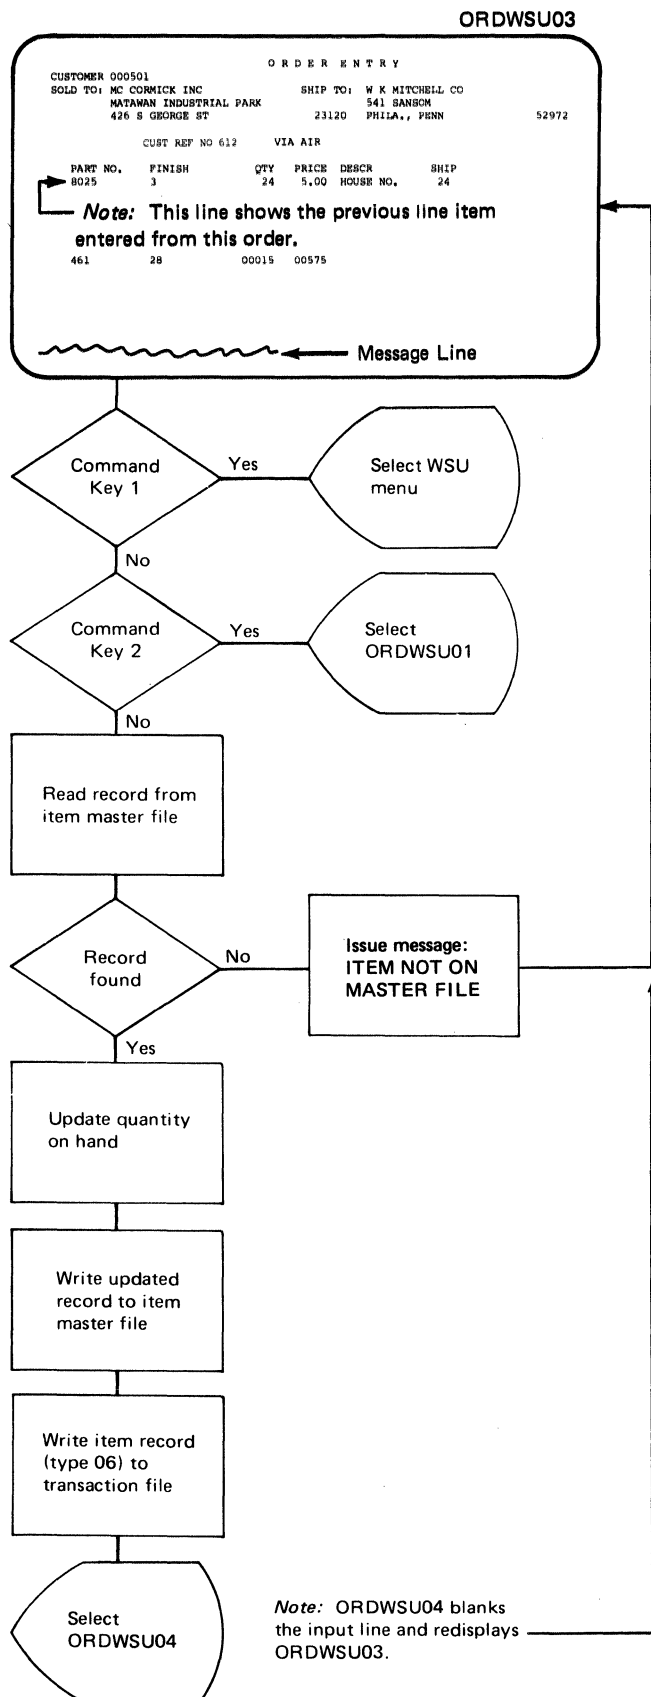 ORDWSU03
ORDER ENTRY
CUSTOMER 000501
SOLD TO: MC CORMICK INC SHIP TO: W K MITCHELL CO
MATAWAN INDUSTRIAL PARK 541 SANSOM
426 S GEORGE ST 23120 PHILA., PENN 52972
CUST REF NO 612 VIA AIR
PART NO. FINISH QTY PRICE DESCR SHIP
8025 3 24 5.00 HOUSE NO. 24
Note: This line shows the previous line item
entered from this order.
461 28 00015 00575
Message Line
Command
Key 1
Yes
Select WSU
menu
No
Command
Key 2
Yes
Select
ORDWSU01
No
Read record from
item master file
Record
found
No
Issue message:
ITEM NOT ON
MASTER FILE
Yes
Update quantity
on hand
Write updated
record to item
master file
Write item record
(type 06) to
transaction file
Select
ORDWSU04
Note: ORDWSU04 blanks
the input line and redisplays
ORDWSU03.